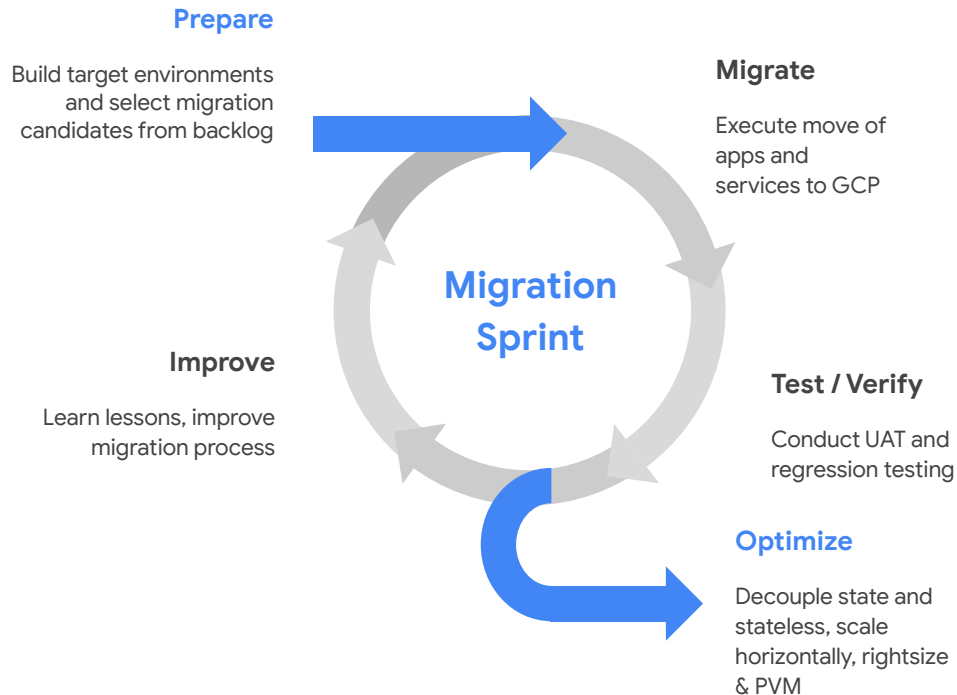 Prepare
Build target environments
and select migration
candidates from backlog
Migrate
Execute move of
apps and
services to GCP
Migration
Sprint
Test / Verify
Conduct UAT and
regression testing
Improve
Learn lessons, improve
migration process
Optimize
Decouple state and
stateless, scale
horizontally, rightsize
& PVM